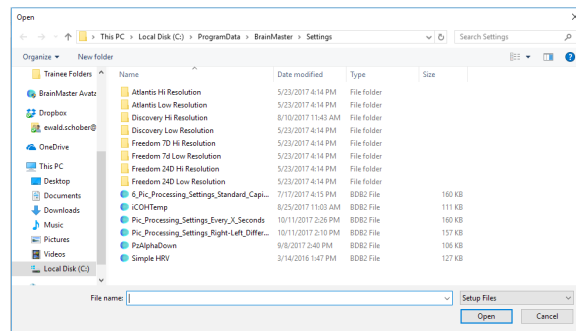 Open
This PC > Local Disk (C:) > ProgramData > BrainMaster > Settings
Search Settings
Organize
New folder
Trainee Folders
BrainMaster Avata
Dropbox
ewald.schober@
OneDrive
This PC
Desktop
Documents
Downloads
Music
Pictures
Videos
Local Disk (C:)
Name Date modified Type Size
Atlantis Hi Resolution 5/23/2017 4:14 PM File folder
Atlantis Low Resolution 5/23/2017 4:14 PM File folder
Discovery Hi Resolution 8/10/2017 11:43 AM File folder
Discovery Low Resolution 5/23/2017 4:14 PM File folder
Freedom 7D Hi Resolution 5/23/2017 4:14 PM File folder
Freedom 7d Low Resolution 5/23/2017 4:14 PM File folder
Freedom 24D Hi Resolution 5/23/2017 4:14 PM File folder
Freedom 24D Low Resolution 5/23/2017 4:14 PM File folder
6_Pic_Processing_Settings_Standard_Capi... 7/17/2017 4:15 PM BDB2 File 160 KB
iCOHTemp 8/25/2017 11:03 AM BDB2 File 111 KB
Pic_Processing_Settings_Every_X_Seconds 10/11/2017 2:26 PM BDB2 File 160 KB
Pic_Processing_Settings_Right-Left_Differ... 10/11/2017 2:10 PM BDB2 File 157 KB
PzAlphaDown 9/8/2017 2:40 PM BDB2 File 106 KB
Simple HRV 3/14/2016 1:47 PM BDB2 File 127 KB
File name:
Setup Files
Open
Cancel